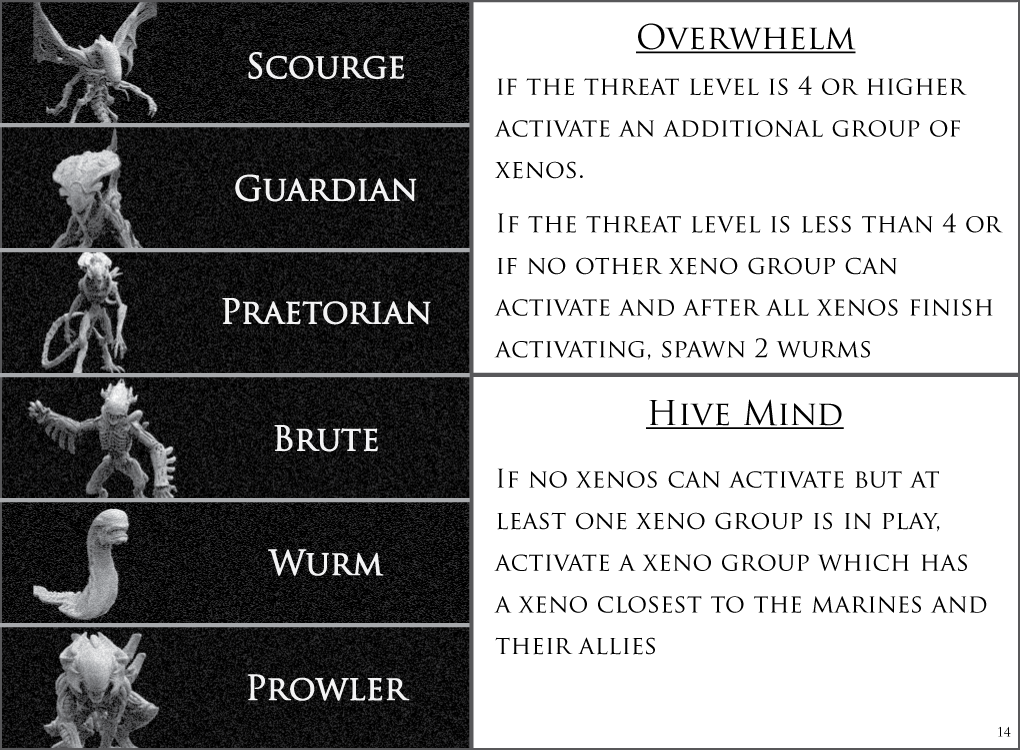 Scourge
Guardian
Praetorian
Brute
Wurm
Prowler
Overwhelm
if the threat level is 4 or higher
activate an additional group of
xenos.
If the threat level is less than 4 or
if no other xeno group can
activate and after all xenos finish
activating, spawn 2 wurms
Hive Mind
If no xenos can activate but at
least one xeno group is in play,
activate a xeno group which has
a xeno closest to the marines and
their allies
14